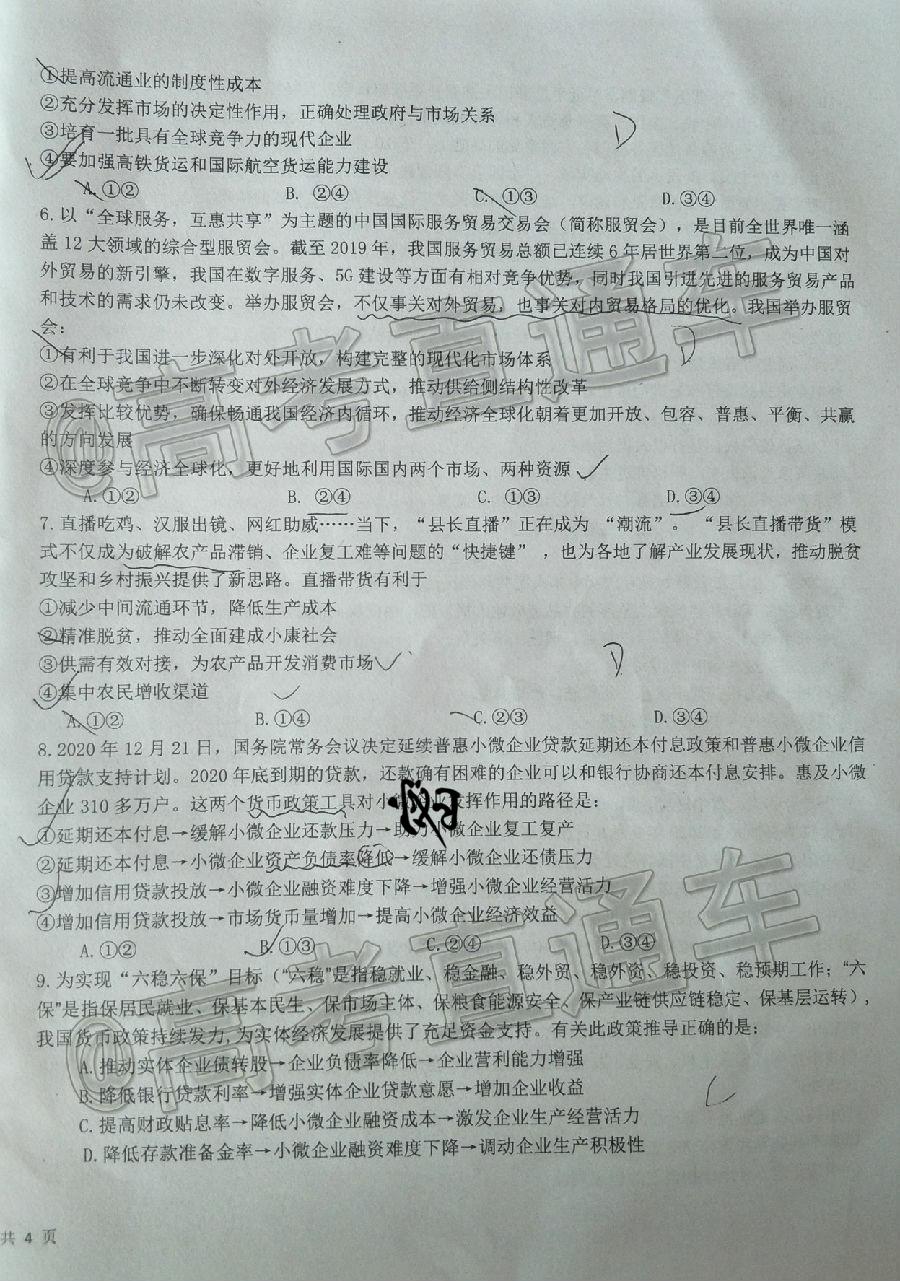 ①提高流通业的制度性成本
②充分发挥市场的决定性作用，正确处理政府与市场关系
③培育一批具有全球竞争力的现代企业
④要加强高铁货运和国际航空货运能力建设
D
A. ①② B. ②④ C. ①③ D. ③④
6. 以“全球服务，互惠共享”为主题的中国国际服务贸易交易会（简称服贸会），是目前全世界唯一涵
盖 12 大领域的综合型服贸会。截至 2019 年，我国服务贸易总额已连续 6 年居世界第二位，成为中国对
外贸易的新引擎，我国在数字服务、5G 建设等方面有相对竞争优势，同时我国引进先进的服务贸易产品
和技术的需求仍未改变。举办服贸会，不仅事关对外贸易，也事关对内贸易格局的优化。我国举办服贸
会：
①有利于我国进一步深化对外开放，构建完整的现代化市场体系
D
②在全球竞争中不断转变对外经济发展方式，推动供给侧结构性改革
③发挥比较优势，确保畅通我国经济内循环，推动经济全球化朝着更加开放、包容、普惠、平衡、共赢
的方向发展
④深度参与经济全球化，更好地利用国际国内两个市场、两种资源
A. ①② B. ②④ C. ①③ D. ③④
7. 直播吃鸡、汉服出镜、网红助威……当下，“县长直播”正在成为 “潮流”。 “县长直播带货”模
式不仅成为破解农产品滞销、企业复工难等问题的“快捷键” ，也为各地了解产业发展现状，推动脱贫
攻坚和乡村振兴提供了新思路。直播带货有利于
①减少中间流通环节，降低生产成本
②精准脱贫，推动全面建成小康社会
③供需有效对接，为农产品开发消费市场
D
④集中农民增收渠道
A. ①② B. ①④ C. ②③ D. ③④
8. 2020 年 12 月 21 日，国务院常务会议决定延续普惠小微企业贷款延期还本付息政策和普惠小微企业信
用贷款支持计划。2020 年底到期的贷款，还款确有困难的企业可以和银行协商还本付息安排。惠及小微
企业 310 多万户。这两个货币政策工具对小微企业发挥作用的路径是：
①延期还本付息→缓解小微企业还款压力→助力小微企业复工复产
②延期还本付息→小微企业资产负债率降低→缓解小微企业还债压力
③增加信用贷款投放→小微企业融资难度下降→增强小微企业经营活力
④增加信用贷款投放→市场货币量增加→提高小微企业经济效益
A. ①② B. ①③ C. ②④ D. ③④
9. 为实现“六稳六保”目标（“六稳”是指稳就业、稳金融、稳外贸、稳外资、稳投资、稳预期工作；“六
保”是指保居民就业、保基本民生、保市场主体、保粮食能源安全、保产业链供应链稳定、保基层运转），
我国货币政策持续发力，为实体经济发展提供了充足资金支持。有关此政策推导正确的是：
A. 推动实体企业债转股→企业负债率降低→企业营利能力增强
B. 降低银行贷款利率→增强实体企业贷款意愿→增加企业收益
C
C. 提高财政贴息率→降低小微企业融资成本→激发企业生产经营活力
D. 降低存款准备金率→小微企业融资难度下降→调动企业生产积极性
共 4 页
@高考直通车
@高考直通车